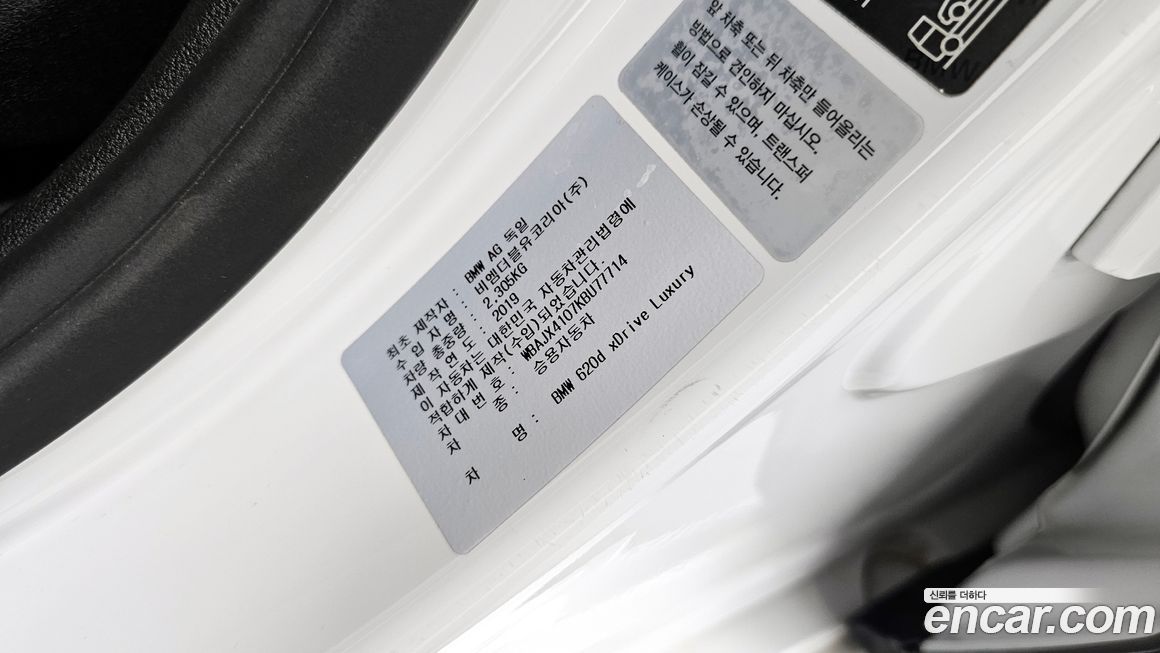 앞 차축 또는 뒤 차축만 들어올리는
방법으로 견인하지 마십시오.
휠이 잠길 수 있으며, 트랜스퍼
케이스가 손상될 수 있습니다.
최초 제작자 : BMW AG 독일
수 입 자 명 : 비엠더블유코리아(주)
차량 총중량 : 2,305KG
제 작 연 도 : 2019
이 자동차는 대한민국 자동차관리법령에
적합하게 제작(수입)되었습니다.
차 대 번 호 : WBAJX4107KBU77714
차 종 : 승용자동차
차 명 : BMW 620d xDrive Luxury
신뢰를 더하다
encar.com